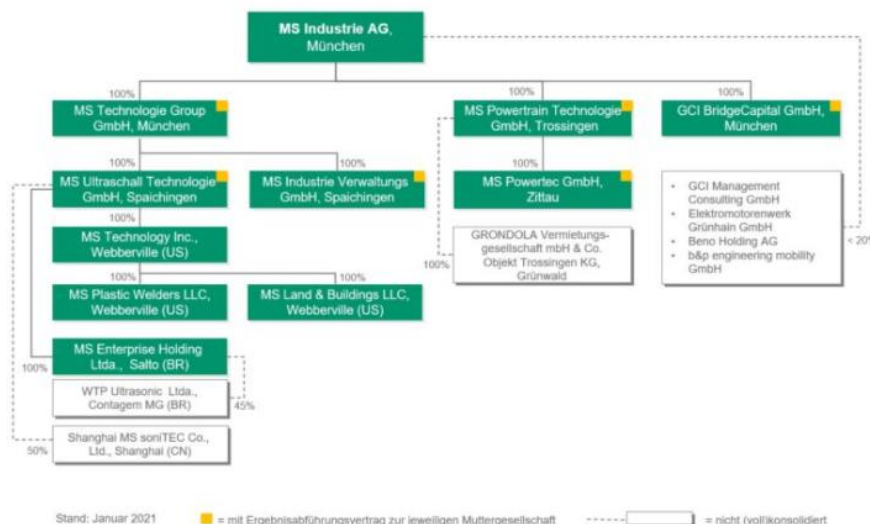 MS Industrie AG,
München
100%
100%
100%
MS Technologie Group
GmbH, München
MS Powertrain Technologie
GmbH, Trossingen
GCI BridgeCapital GmbH,
München
100%
100%
100%
MS Ultraschall Technologie
GmbH, Spaichingen
MS Industrie Verwaltungs
GmbH, Spaichingen
MS Powertec GmbH,
Zittau
• GCI Management
Consulting GmbH
• Elektromotorenwerk
Grünhain GmbH
• Beno Holding AG
• b&p engineering mobility
GmbH
< 20%
100%
MS Technology Inc.,
Webberville (US)
GRONDOLA Vermietungs-
gesellschaft mbH & Co.
Objekt Trossingen KG,
Grünwald
100%
100%
100%
MS Plastic Welders LLC,
Webberville (US)
MS Land & Buildings LLC,
Webberville (US)
MS Enterprise Holding
Ltda., Salto (BR)
100%
WTP Ultrasonic Ltda.,
Contagem MG (BR)
45%
Shanghai MS soniTEC Co.,
Ltd., Shanghai (CN)
50%
Stand: Januar 2021
= mit Ergebnisabführungsvertrag zur jeweiligen Muttergesellschaft
= nicht (voll)konsolidiert